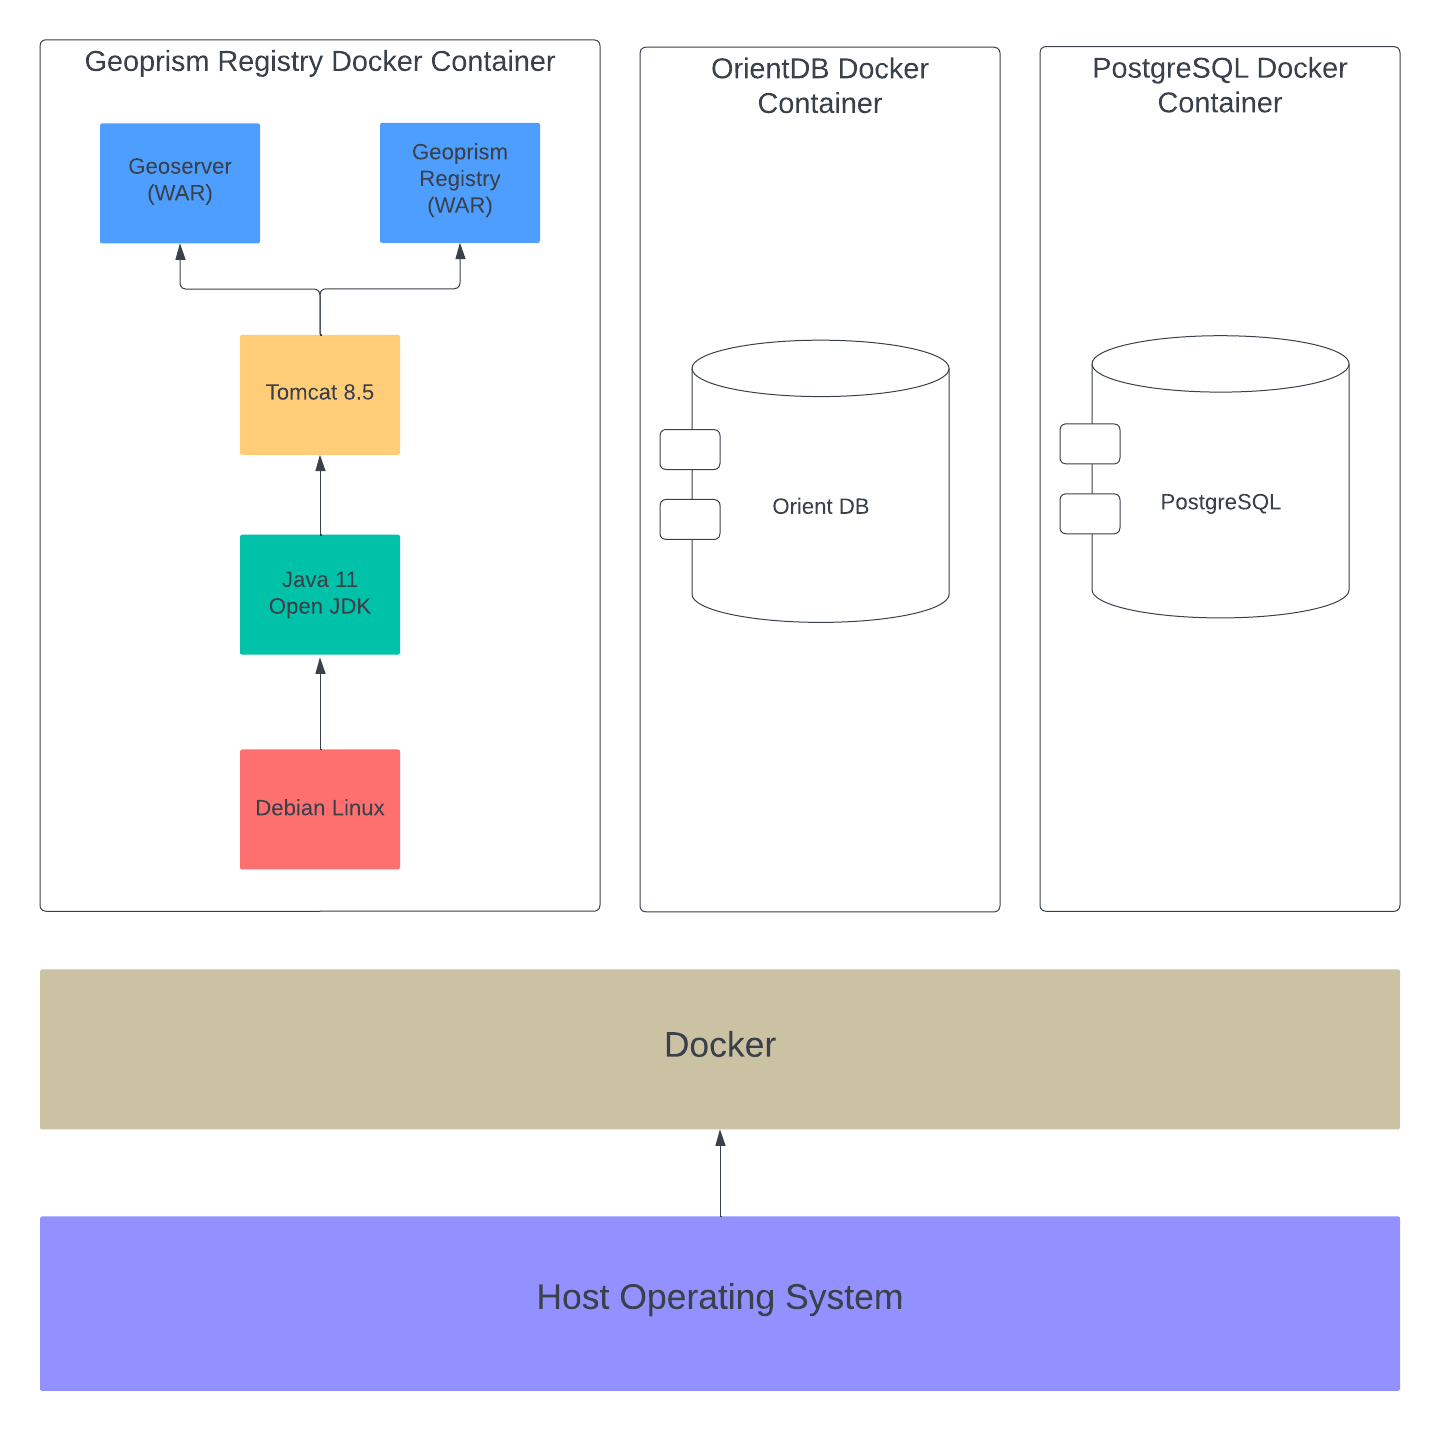 Geoprism Registry Docker Container
Geoserver
(WAR)
Geoprism
Registry
(WAR)
Tomcat 8.5
Java 11
Open JDK
Debian Linux
OrientDB Docker
Container
Orient DB
PostgreSQL Docker
Container
PostgreSQL
Docker
Host Operating System